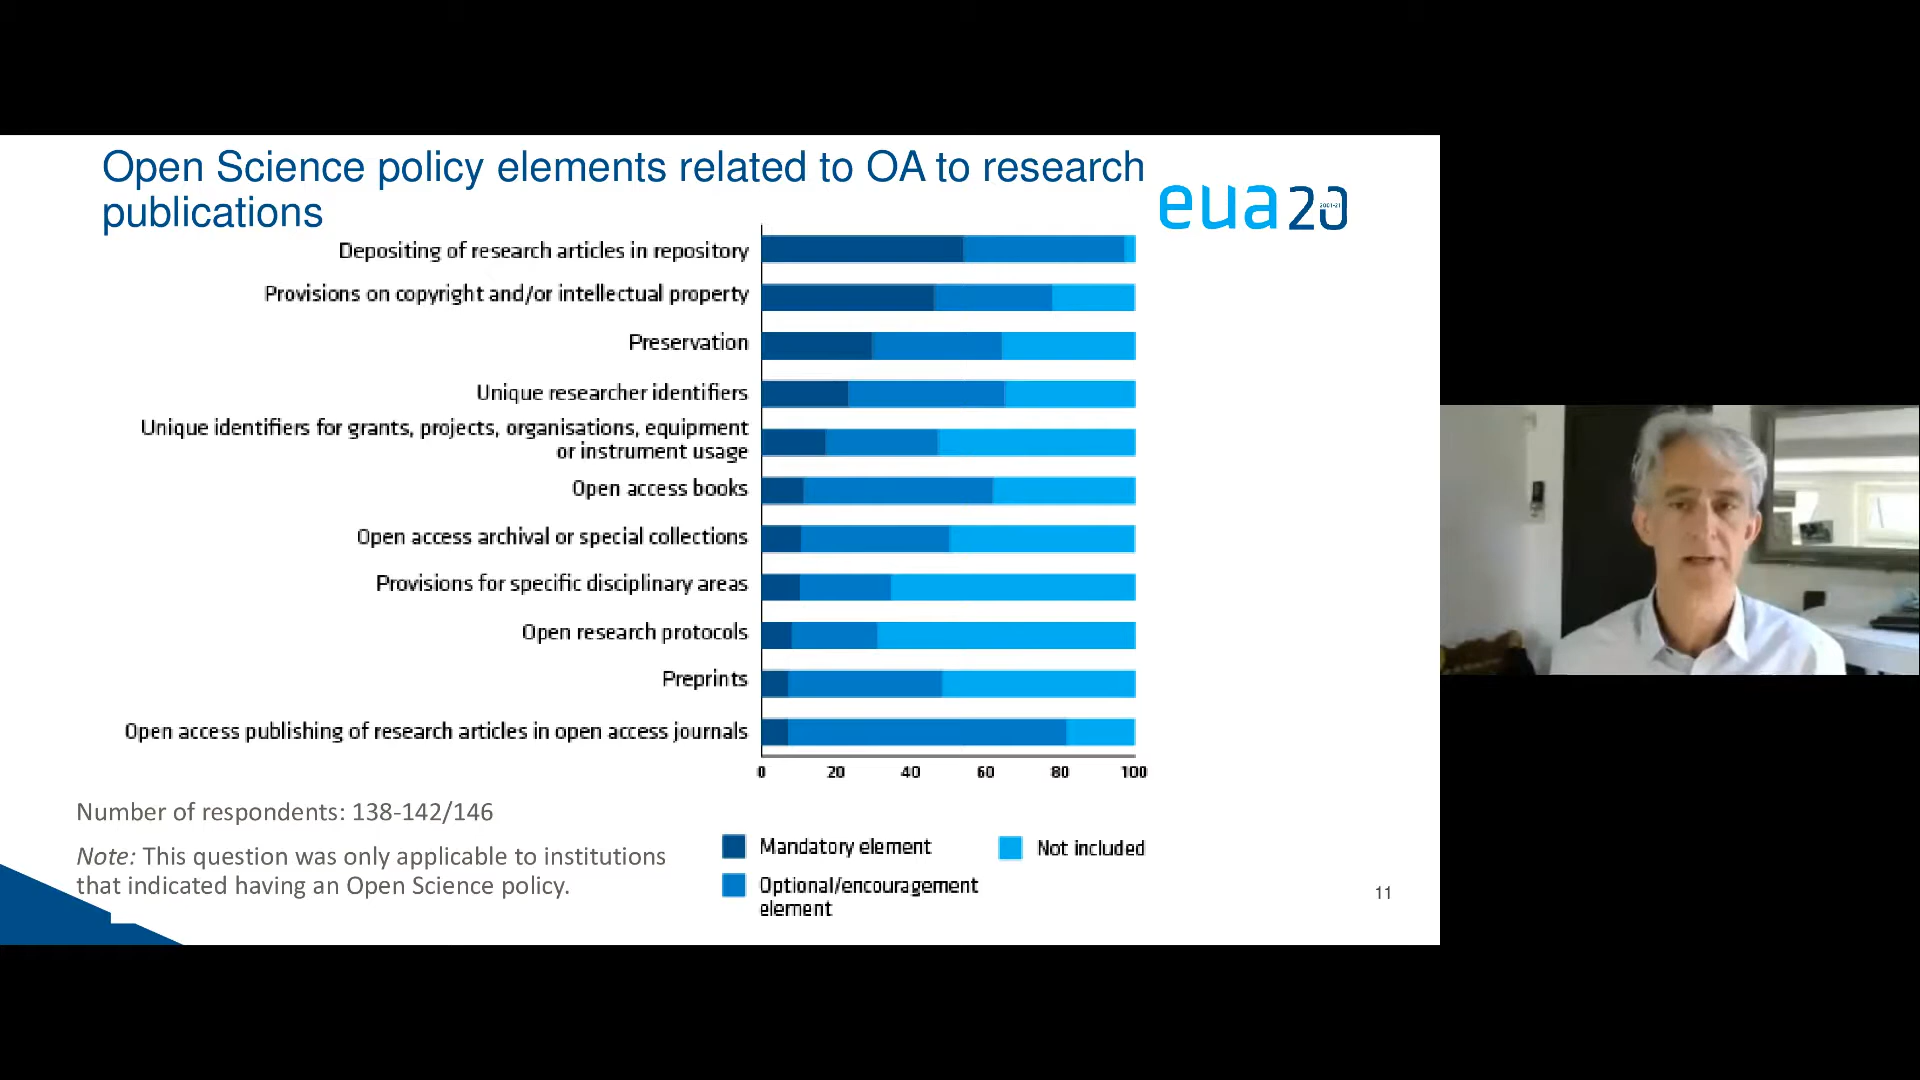 Open Science policy elements related to OA to research
publications
eua20
2001-21
Depositing of research articles in repository
Provisions on copyright and/or intellectual property
Preservation
Unique researcher identifiers
Unique identifiers for grants, projects, organisations, equipment
or instrument usage
Open access books
Open access archival or special collections
Provisions for specific disciplinary areas
Open research protocols
Preprints
Open access publishing of research articles in open access journals
0 20 40 60 80 100
Number of respondents: 138-142/146
Note: This question was only applicable to institutions
that indicated having an Open Science policy.
Mandatory element
Not included
Optional/encouragement
element
11